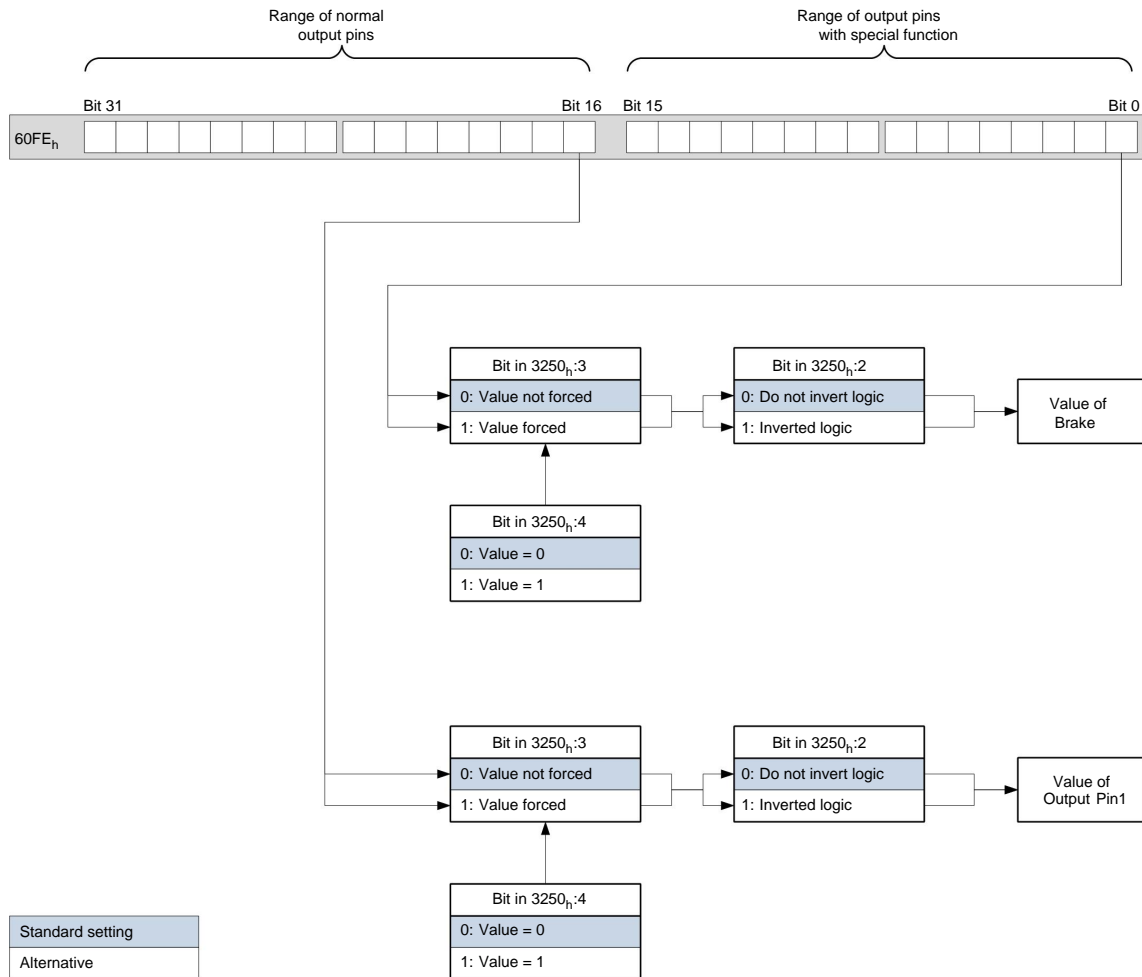 Range of normal
output pins
Range of output pins
with special function
Bit 31
Bit 16
Bit 15
Bit 0
60FEh
Bit in 3250h:3
0: Value not forced
1: Value forced
Bit in 3250h:2
0: Do not invert logic
1: Inverted logic
Value of
Brake
Bit in 3250h:4
0: Value = 0
1: Value = 1
Bit in 3250h:3
0: Value not forced
1: Value forced
Bit in 3250h:2
0: Do not invert logic
1: Inverted logic
Value of
Output Pin1
Bit in 3250h:4
0: Value = 0
1: Value = 1
Standard setting
Alternative